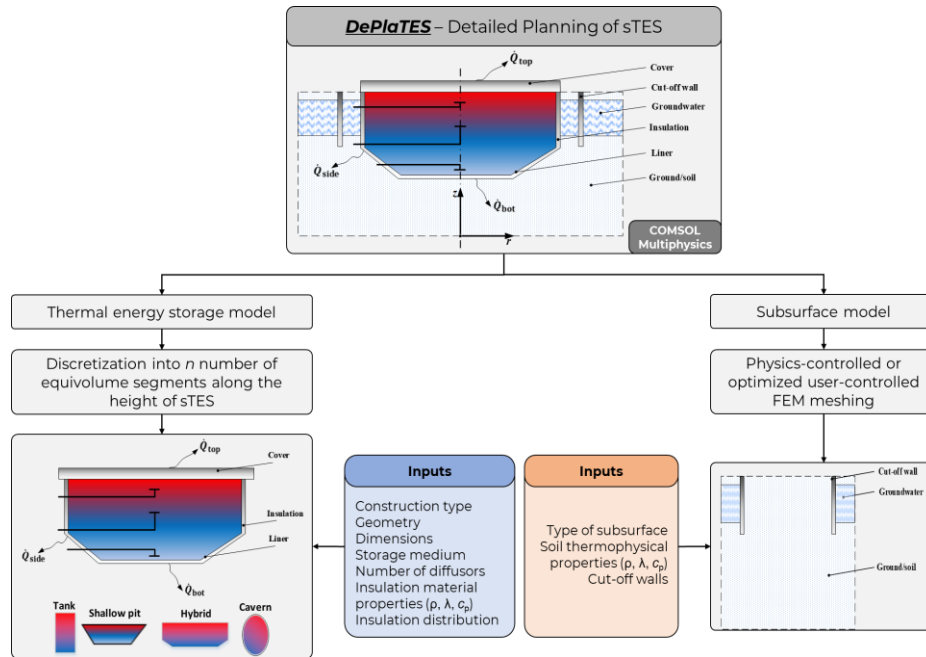 DePlaTES – Detailed Planning of sTES
Q̇top
Cover
Cut-off wall
Groundwater
Insulation
Liner
Q̇side
Ground/soil
Q̇bot
z
r
COMSOL
Multiphysics
Thermal energy storage model
Subsurface model
Discretization into n number of
equivolume segments along the
height of sTES
Physics-controlled or
optimized user-controlled
FEM meshing
Q̇top
Cover
Insulation
Liner
Q̇side
Q̇bot
Tank
Shallow pit
Hybrid
Cavern
Inputs
Construction type
Geometry
Dimensions
Storage medium
Number of diffusors
Insulation material
properties (ρ, λ, cp)
Insulation distribution
Inputs
Type of subsurface
Soil thermophysical
properties (ρ, λ, cp)
Cut-off walls
Cut-off wall
Groundwater
Ground/soil